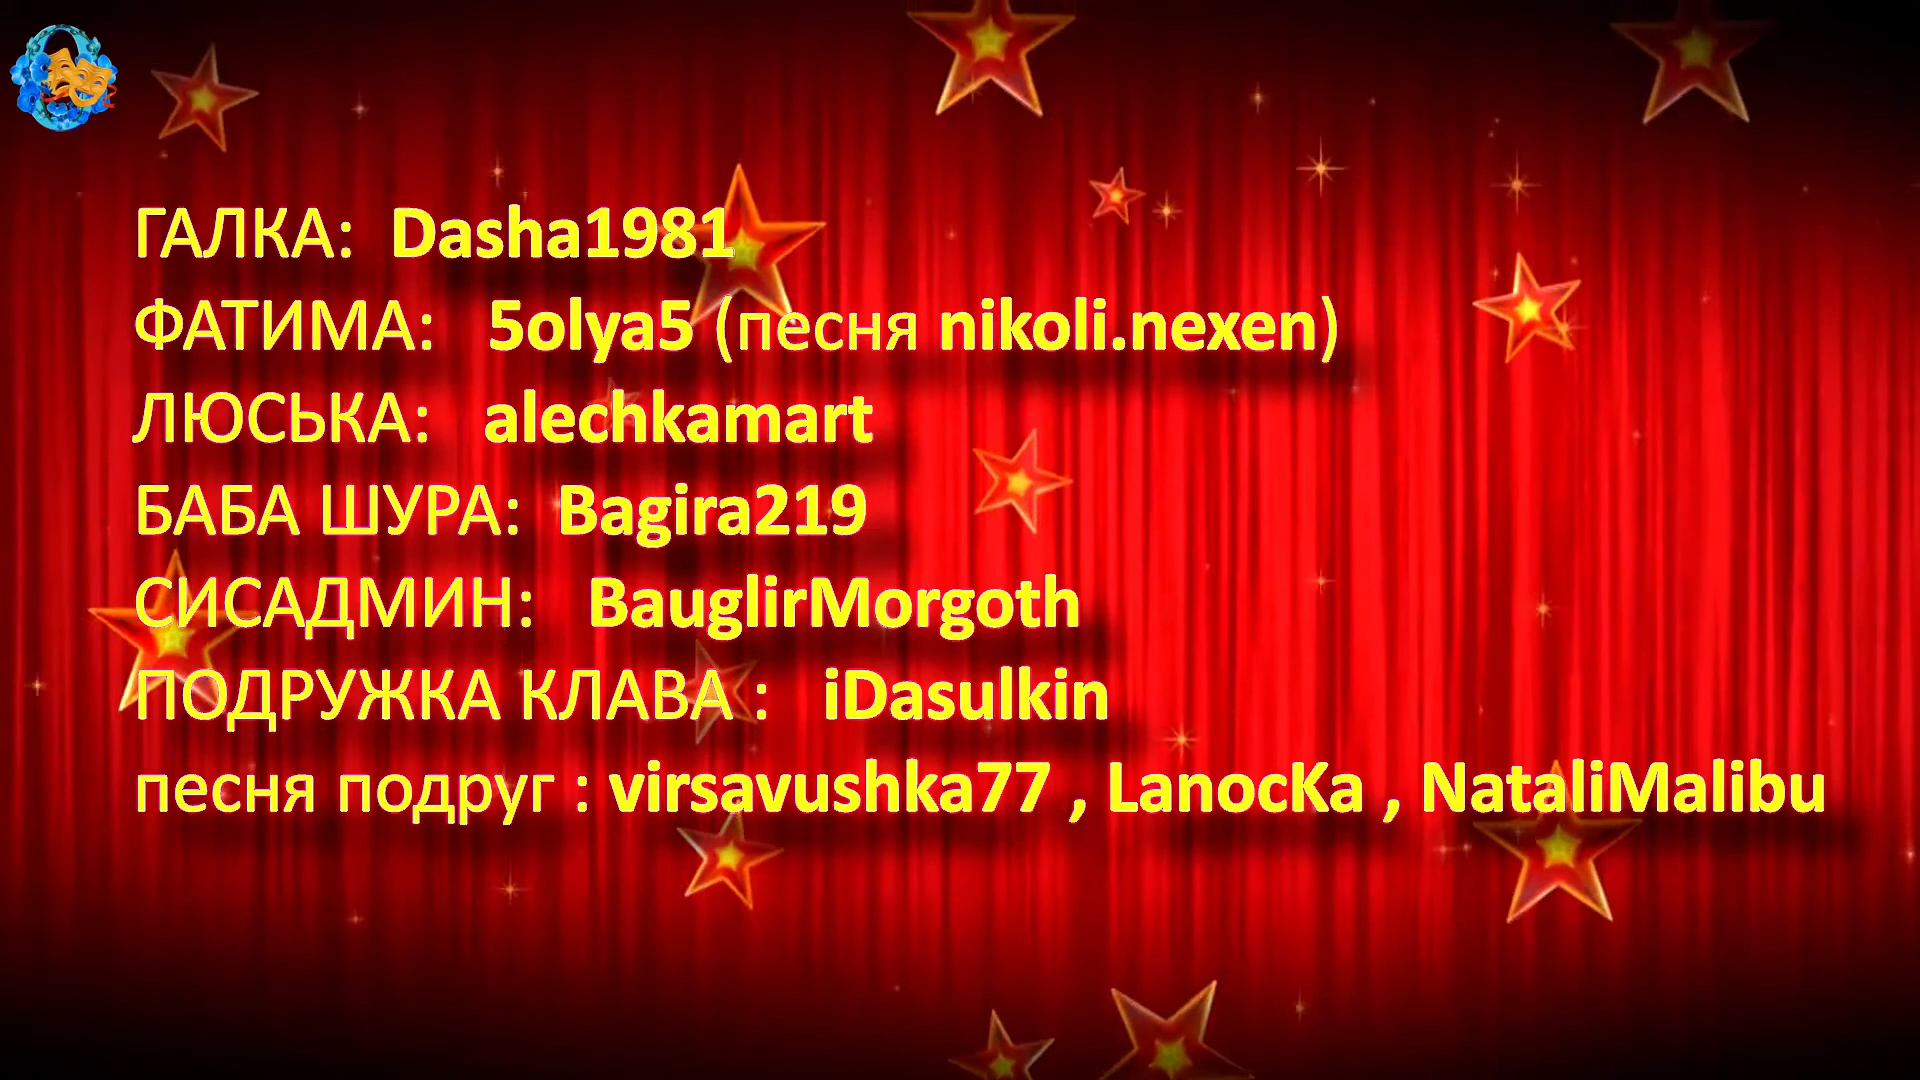 ГАЛКА: Dasha1981
ФАТИМА: 5olya5 (песня nikoli.nexen)
ЛЮСЬКА: alechkamart
БАБА ШУРА: Bagira219
СИСАДМИН: BauglirMorgoth
ПОДРУЖКА КЛАВА : iDasulkin
песня подруг : virsavushka77 , LanocKa , NataliMalibu